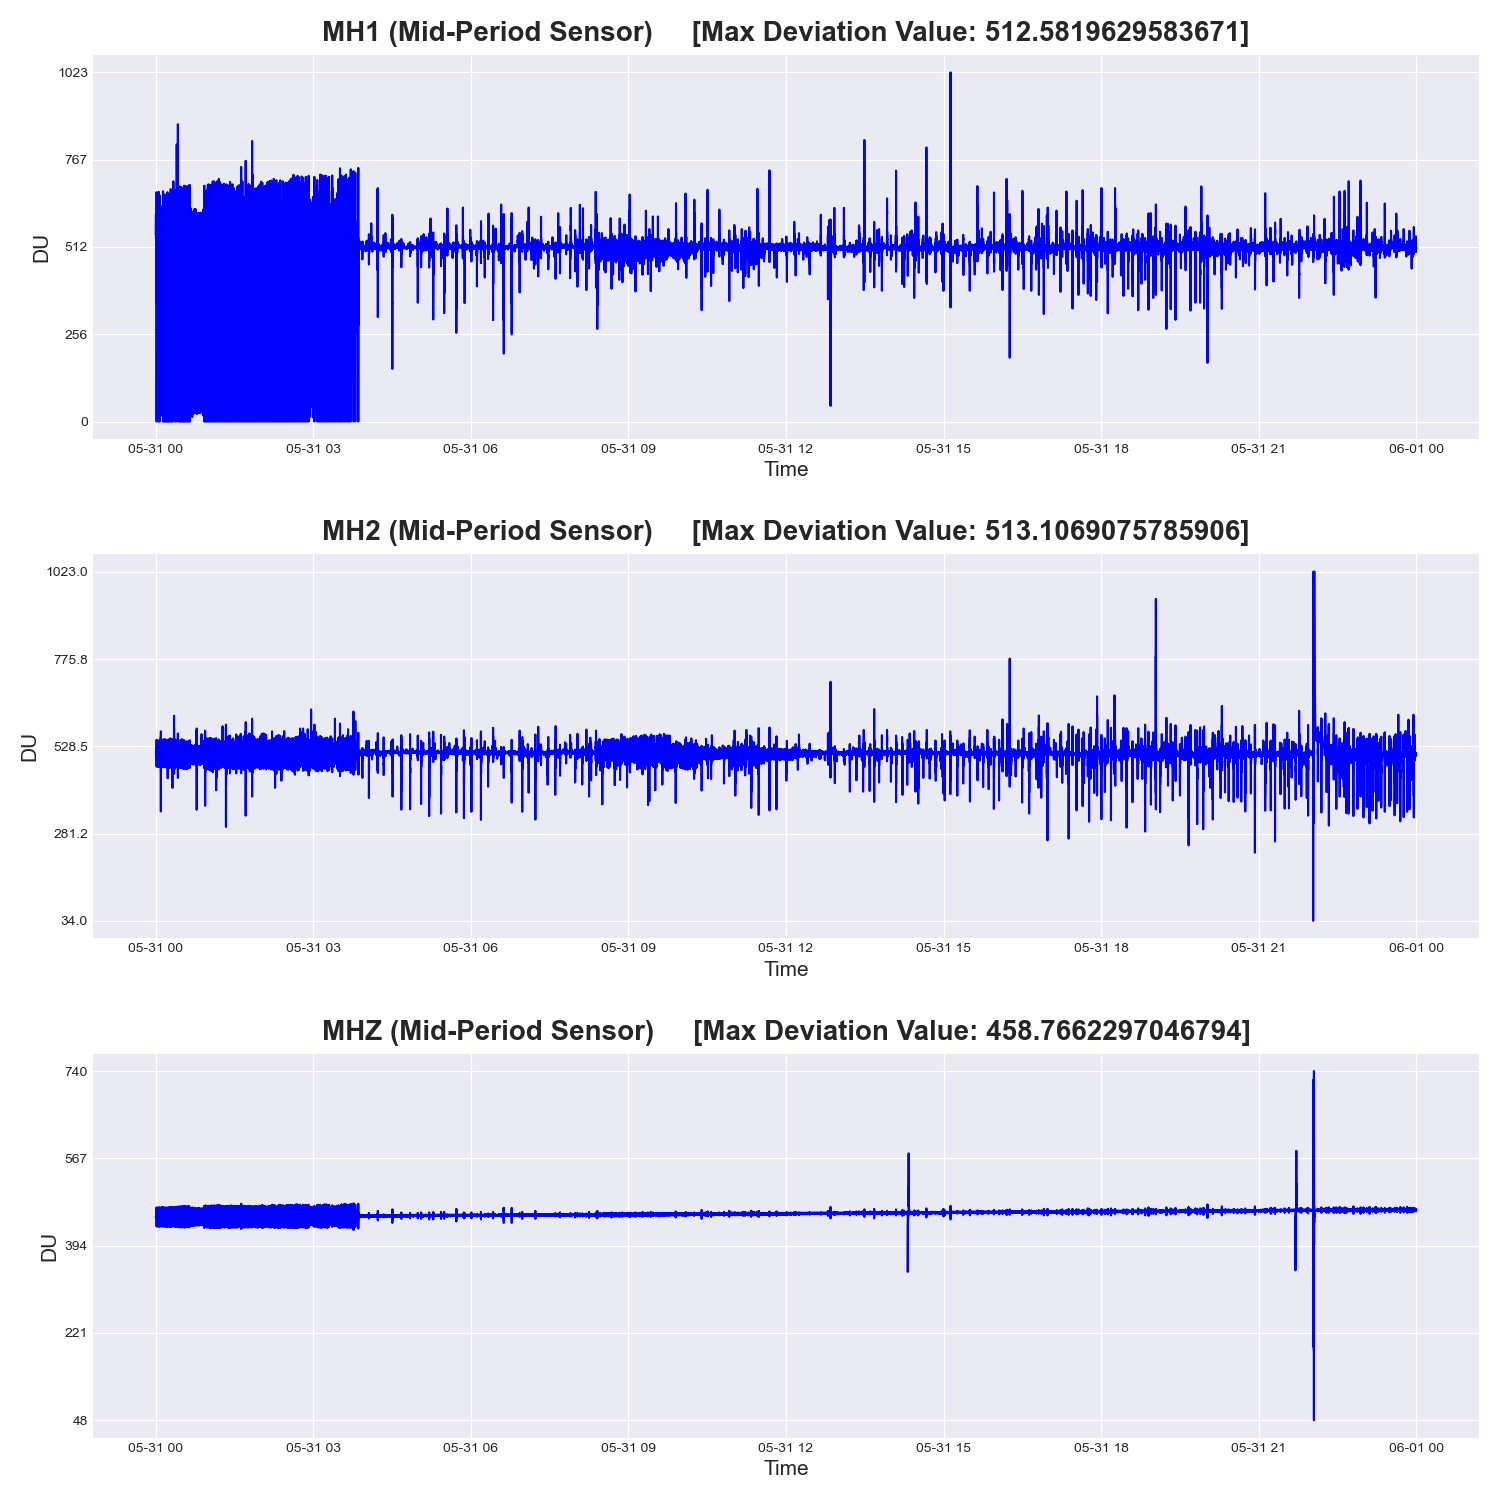 MH1 (Mid-Period Sensor) [Max Deviation Value: 512.5819629583671]
1023
767
512
256
0
DU
05-31 00 05-31 03 05-31 06 05-31 09 05-31 12 05-31 15 05-31 18 05-31 21 06-01 00
Time
MH2 (Mid-Period Sensor) [Max Deviation Value: 513.1069075785906]
1023.0
775.8
528.5
281.2
34.0
DU
05-31 00 05-31 03 05-31 06 05-31 09 05-31 12 05-31 15 05-31 18 05-31 21 06-01 00
Time
MHZ (Mid-Period Sensor) [Max Deviation Value: 458.7662297046794]
740
567
394
221
48
DU
05-31 00 05-31 03 05-31 06 05-31 09 05-31 12 05-31 15 05-31 18 05-31 21 06-01 00
Time